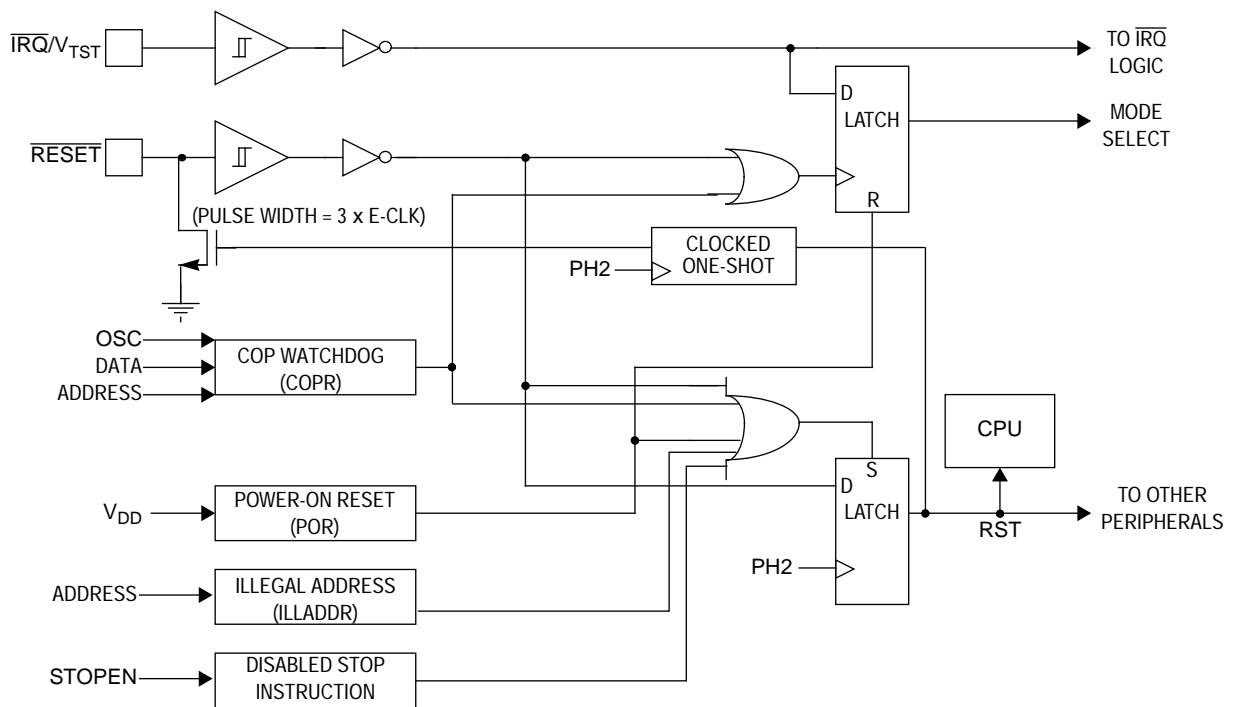 IRQ/VTST
TO IRQ
LOGIC
D
LATCH
MODE
SELECT
RESET
R
(PULSE WIDTH = 3 x E-CLK)
CLOCKED
ONE-SHOT
PH2
OSC
DATA
ADDRESS
COP WATCHDOG
(COPR)
CPU
S
D
LATCH
VDD
POWER-ON RESET
(POR)
TO OTHER
PERIPHERALS
RST
PH2
ADDRESS
ILLEGAL ADDRESS
(ILLADDR)
STOPEN
DISABLED STOP
INSTRUCTION